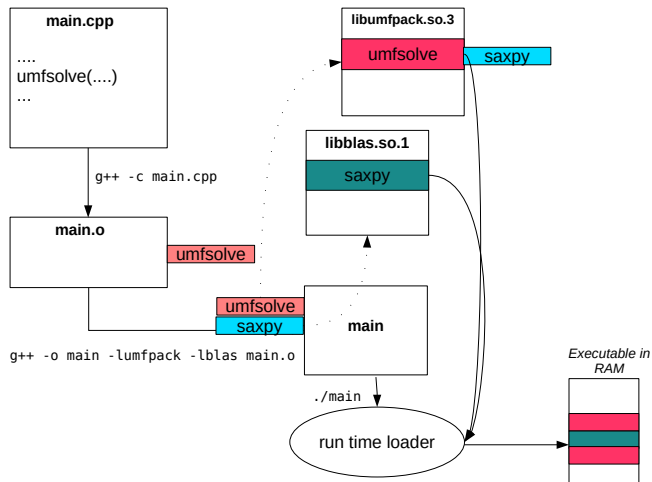 main.cpp
....
umfsolve(....)
...
libumfpack.so.3
umfsolve
saxpy
libblas.so.1
saxpy
g++ -c main.cpp
main.o
umfsolve
umfsolve
saxpy
main
g++ -o main -lumfpack -lblas main.o
./main
run time loader
Executable in
RAM